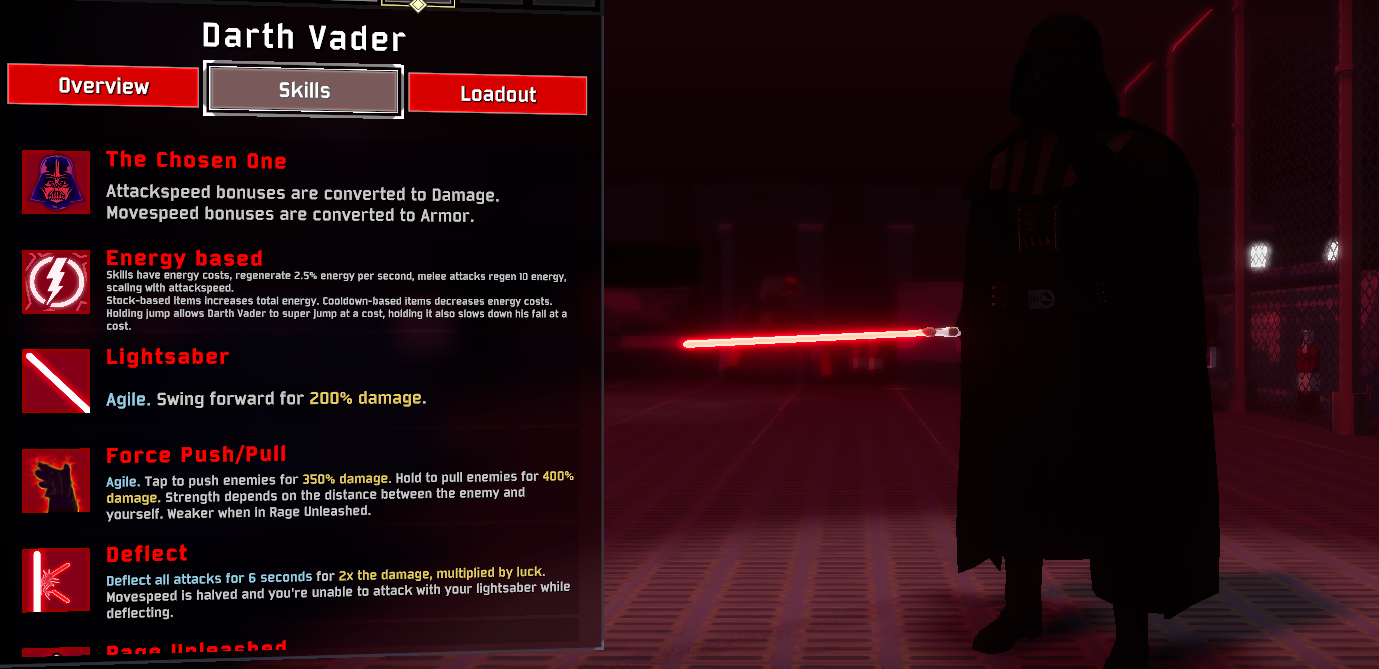 Darth Vader
Overview
Skills
Loadout
The Chosen One
Attackspeed bonuses are converted to Damage.
Movespeed bonuses are converted to Armor.
Energy based
Skills have energy costs, regenerate 2.5% energy per second, melee attacks regen 10 energy,
scaling with attackspeed.
Stock-based items increases total energy. Cooldown-based items decreases energy costs.
Holding jump allows Darth Vader to super jump at a cost, holding it also slows down his fall at a
cost.
Lightsaber
Agile. Swing forward for 200% damage.
Force Push/Pull
Agile. Tap to push enemies for 350% damage. Hold to pull enemies for 400%
damage. Strength depends on the distance between the enemy and
yourself. Weaker when in Rage Unleashed.
Deflect
Deflect all attacks for 6 seconds for 2x the damage, multiplied by luck.
Movespeed is halved and you're unable to attack with your lightsaber while
deflecting.
Rage Unleashed